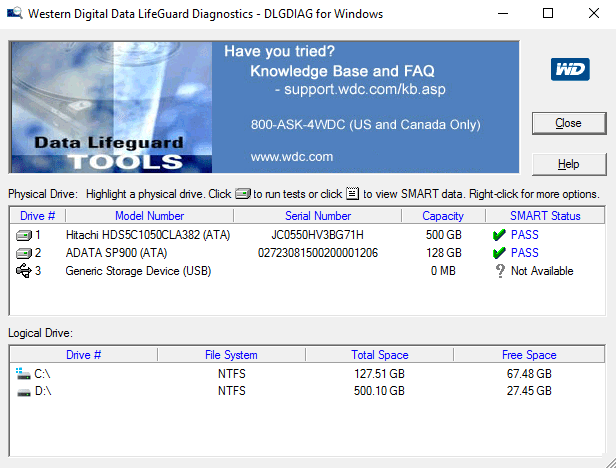 Western Digital Data LifeGuard Diagnostics - DLGDIAG for Windows
Have you tried?
Knowledge Base and FAQ
- support.wdc.com/kb.asp
800-ASK-4WDC (US and Canada Only)
www.wdc.com
Data Lifeguard
TOOLS
WD
Close
Help
Physical Drive: Highlight a physical drive. Click to run tests or click to view SMART data. Right-click for more options.
Drive # Model Number Serial Number Capacity SMART Status
1 Hitachi HDS5C1050CLA382 (ATA) JC0550HV3BG71H 500 GB PASS
2 ADATA SP900 (ATA) 02723081500200001206 128 GB PASS
3 Generic Storage Device (USB) 0 MB ? Not Available
Logical Drive:
Drive # File System Total Space Free Space
C:\ NTFS 127.51 GB 67.48 GB
D:\ NTFS 500.10 GB 27.45 GB